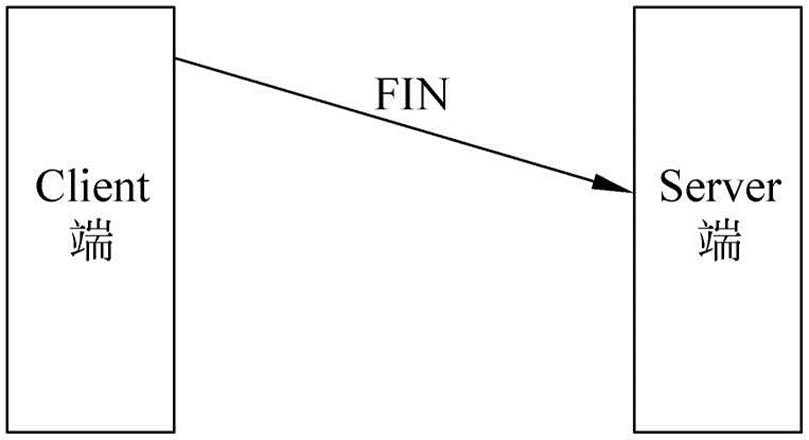 FIN
Client
端
Server
端